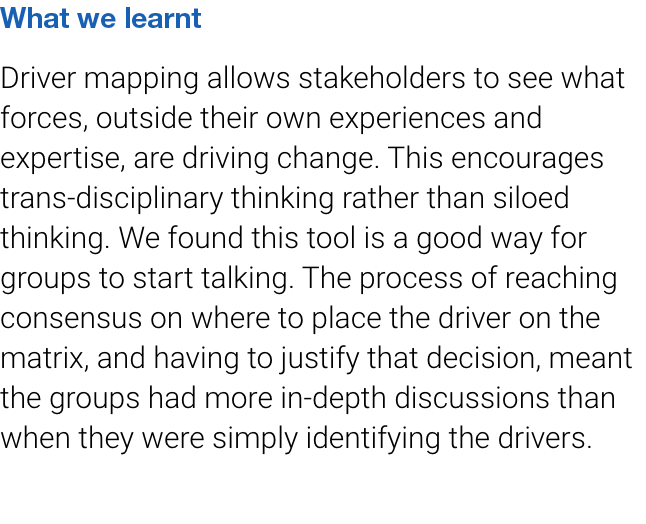 What we learnt
Driver mapping allows stakeholders to see what
forces, outside their own experiences and
expertise, are driving change. This encourages
trans-disciplinary thinking rather than siloed
thinking. We found this tool is a good way for
groups to start talking. The process of reaching
consensus on where to place the driver on the
matrix, and having to justify that decision, meant
the groups had more in-depth discussions than
when they were simply identifying the drivers.